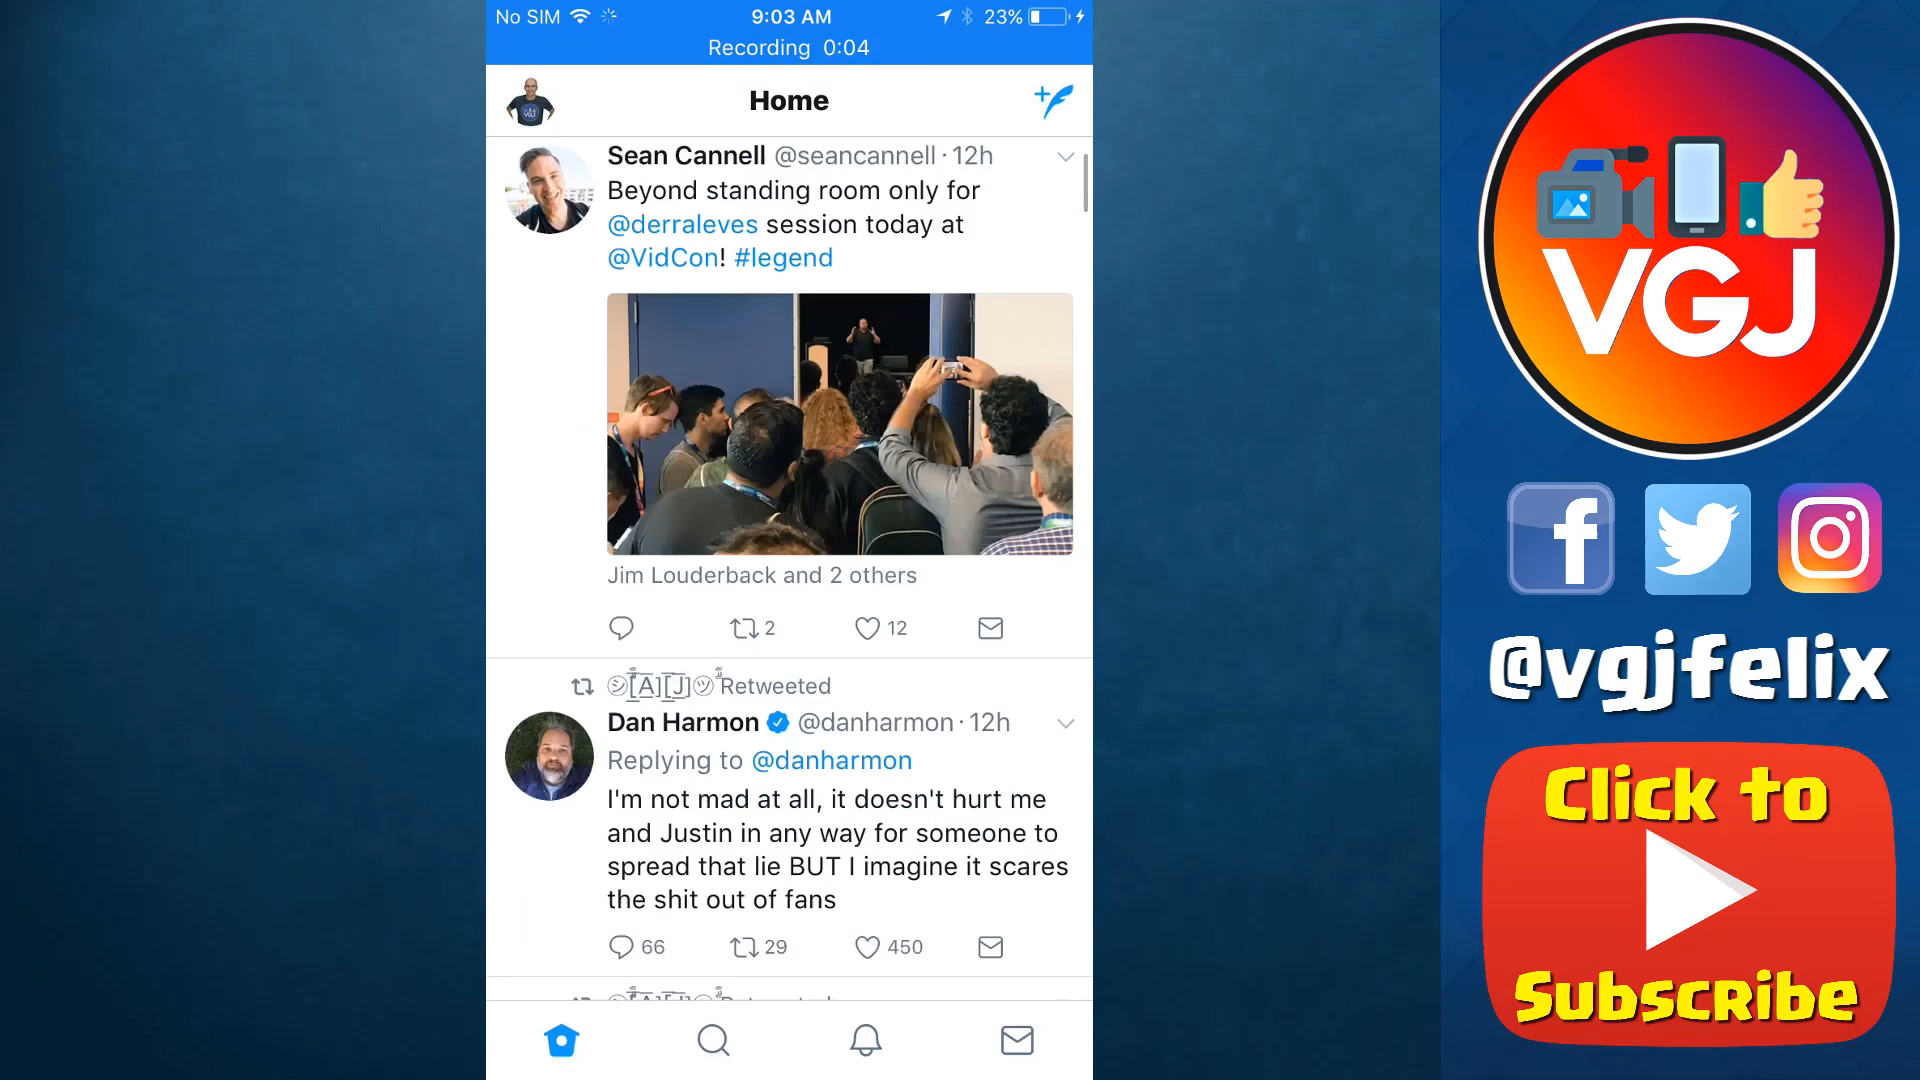 No SIM 9:03 AM 23%
Recording 0:04
Home
Sean Cannell @seancannell · 12h
Beyond standing room only for
@derraleves session today at
@VidCon! #legend
Jim Louderback and 2 others
2 12
Retweeted
Dan Harmon @danharmon · 12h
Replying to @danharmon
I'm not mad at all, it doesn't hurt me
and Justin in any way for someone to
spread that lie BUT I imagine it scares
the shit out of fans
66 29 450
VGJ
@vgjfelix
Click to
Subscribe